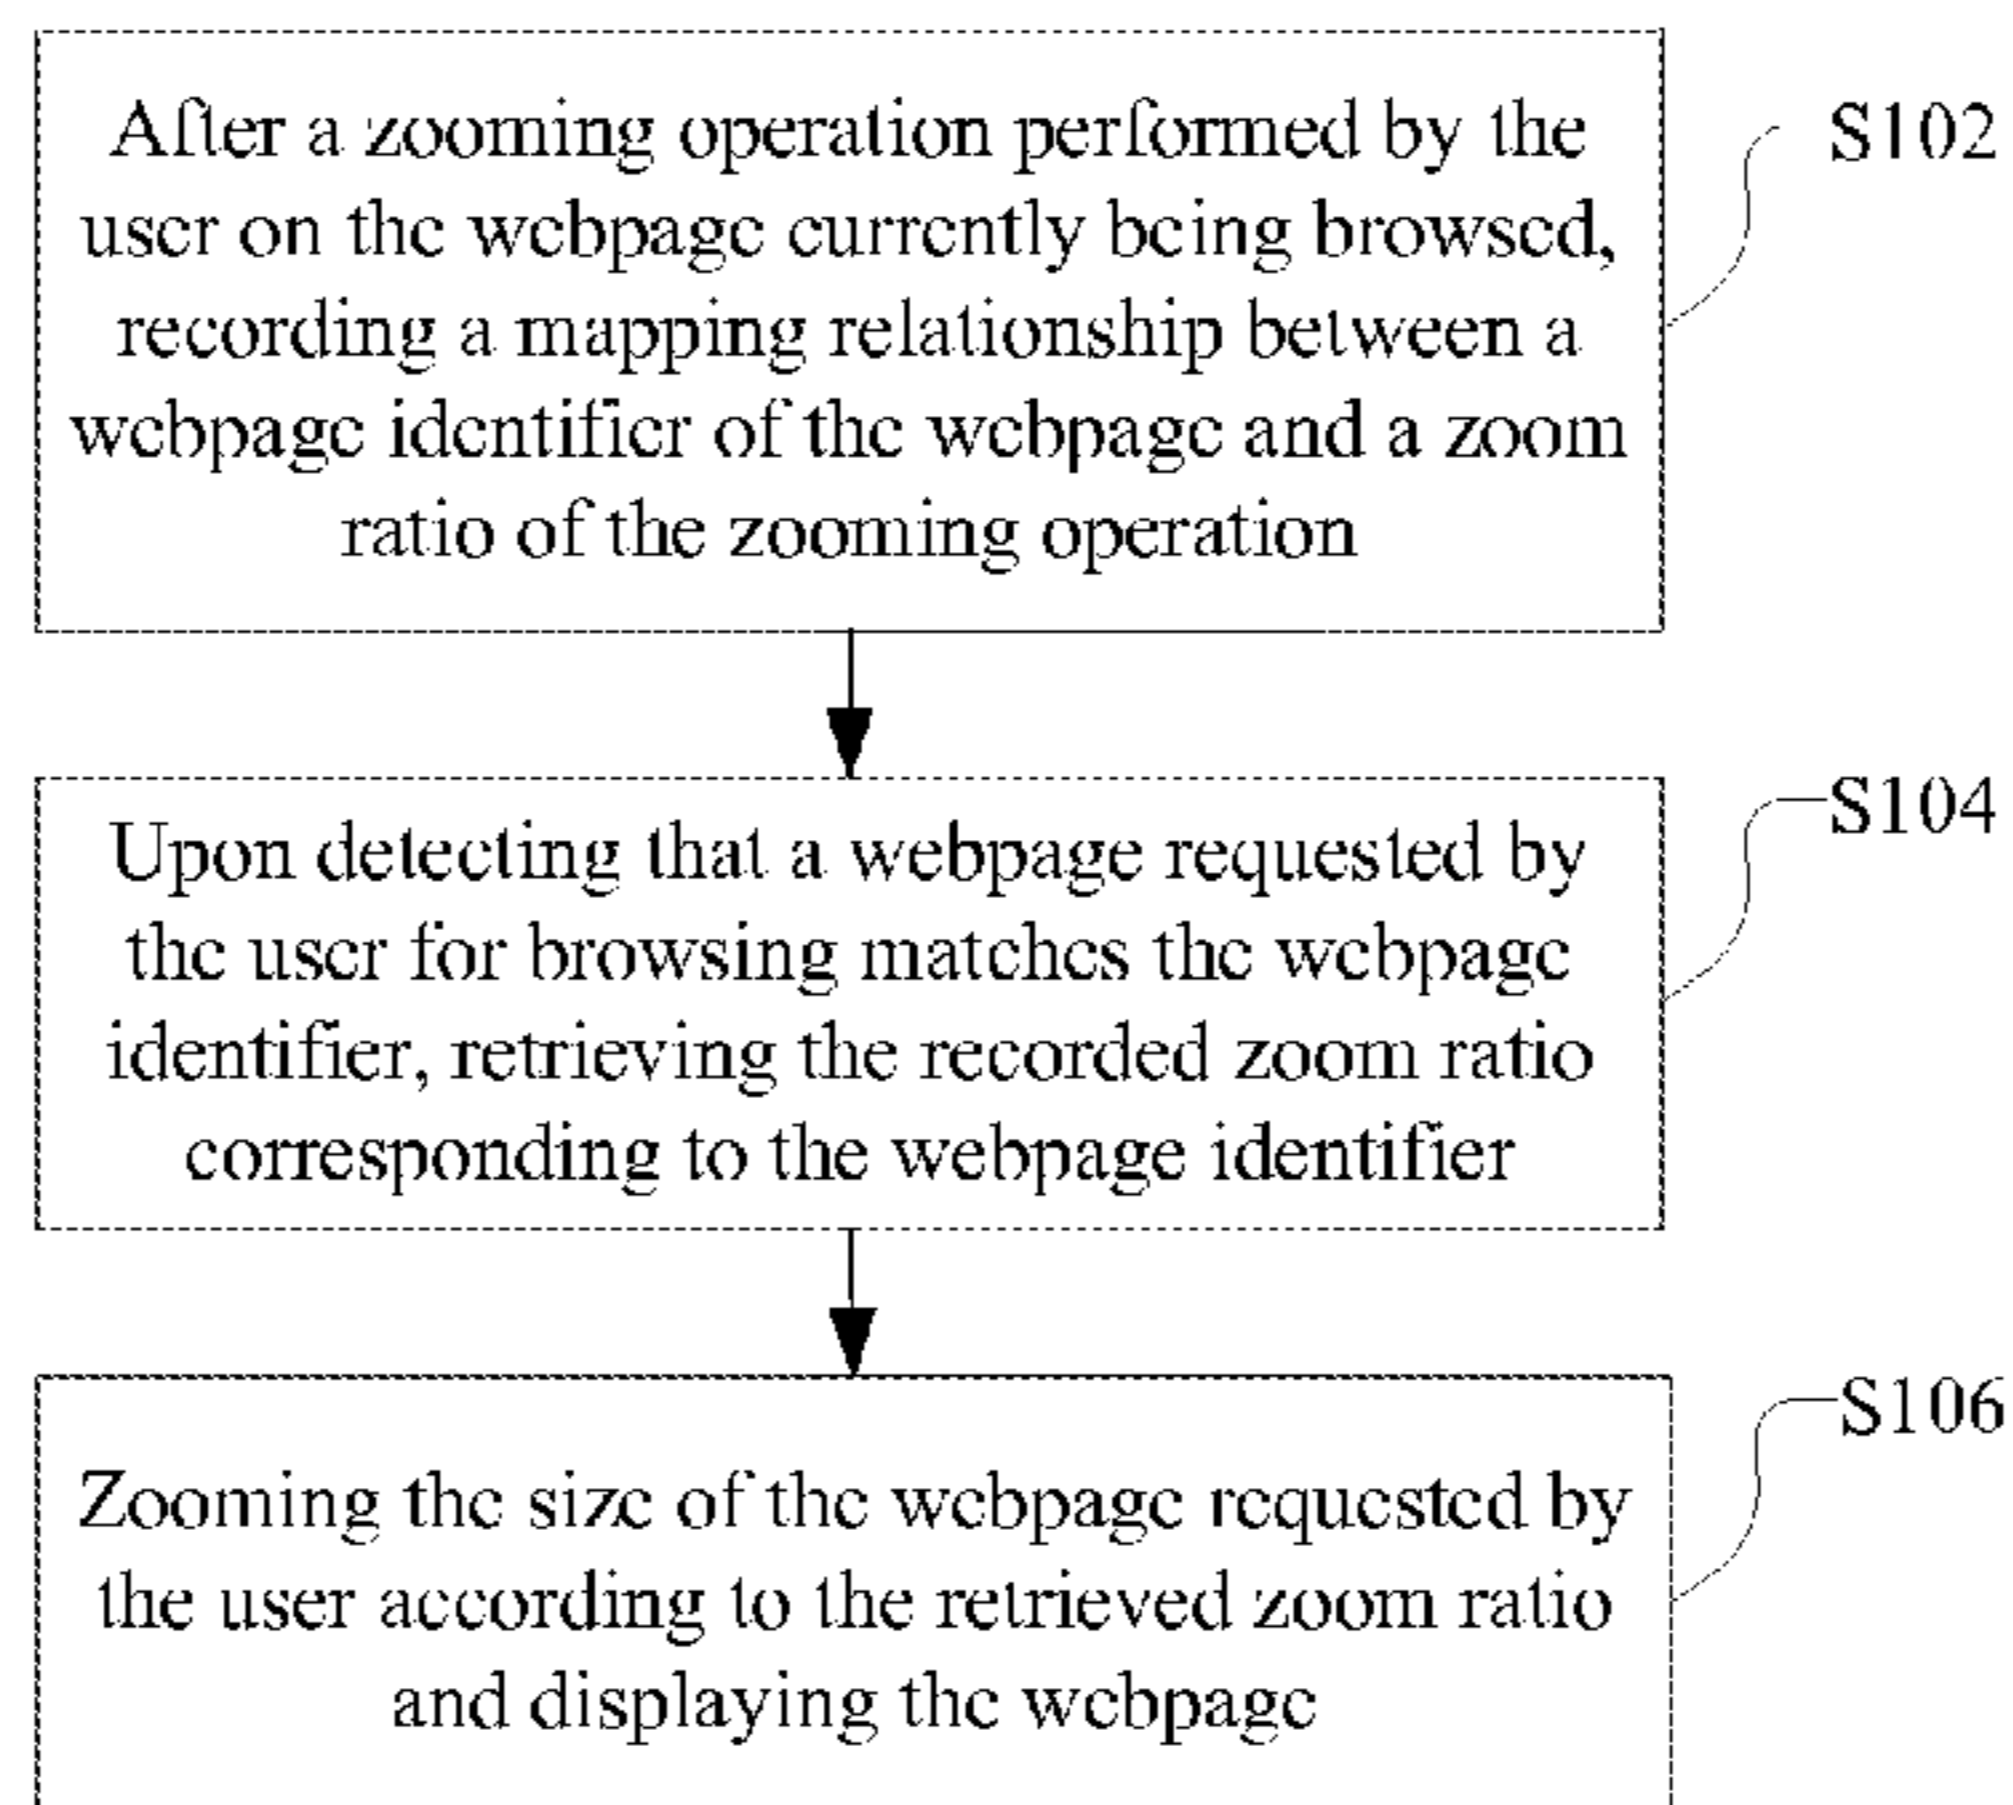 After a zooming operation performed by the
user on the webpage currently being browsed,
recording a mapping relationship between a
webpage identifier of the webpage and a zoom
ratio of the zooming operation
S102
Upon detecting that a webpage requested by
the user for browsing matches the webpage
identifier, retrieving the recorded zoom ratio
corresponding to the webpage identifier
S104
Zooming the size of the webpage requested by
the user according to the retrieved zoom ratio
and displaying the webpage
S106